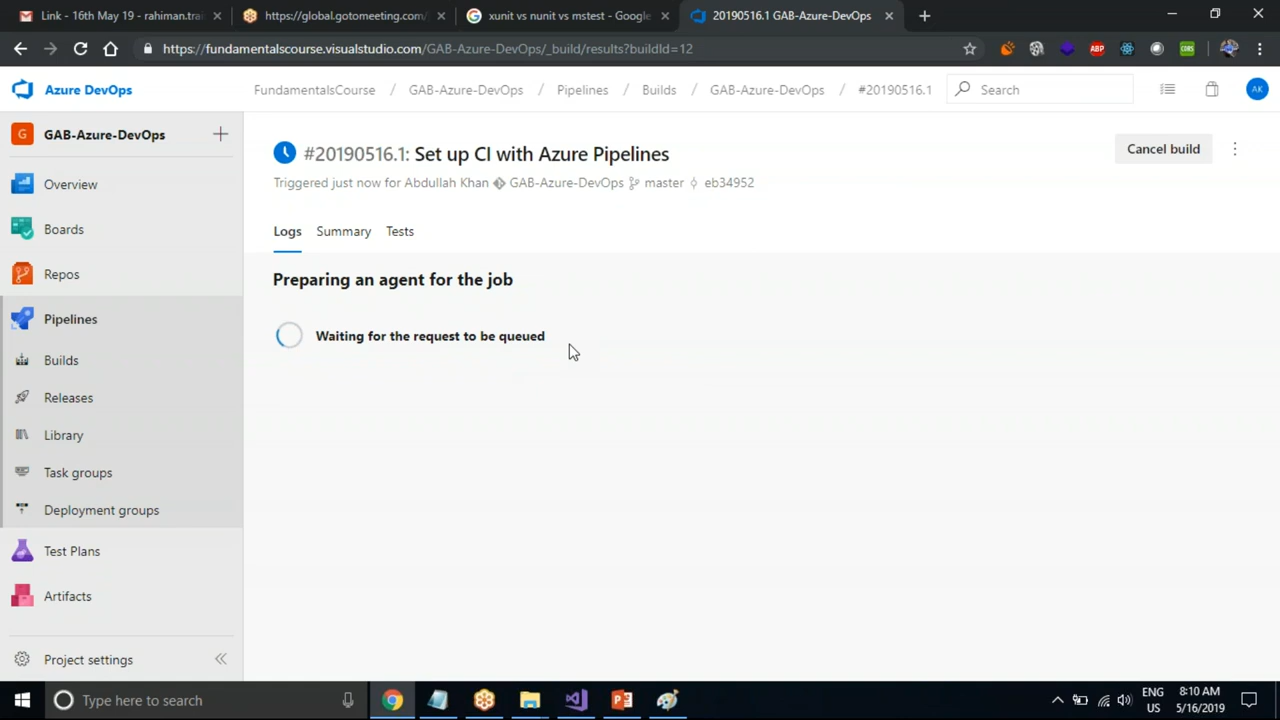 Link - 16th May 19 - rahiman.trai
https://global.gotomeeting.com/
xunit vs nunit vs mstest - Google
20190516.1 GAB-Azure-DevOps
https://fundamentalscourse.visualstudio.com/GAB-Azure-DevOps/_build/results?buildId=12
ABP
CORS
Azure DevOps
FundamentalsCourse / GAB-Azure-DevOps / Pipelines / Builds / GAB-Azure-DevOps / #20190516.1
Search
AK
G GAB-Azure-DevOps
Overview
Boards
Repos
Pipelines
Builds
Releases
Library
Task groups
Deployment groups
Test Plans
Artifacts
Project settings
#20190516.1: Set up CI with Azure Pipelines
Cancel build
Triggered just now for Abdullah Khan GAB-Azure-DevOps master eb34952
Logs Summary Tests
Preparing an agent for the job
Waiting for the request to be queued
Type here to search
ENG
US
8:10 AM
5/16/2019